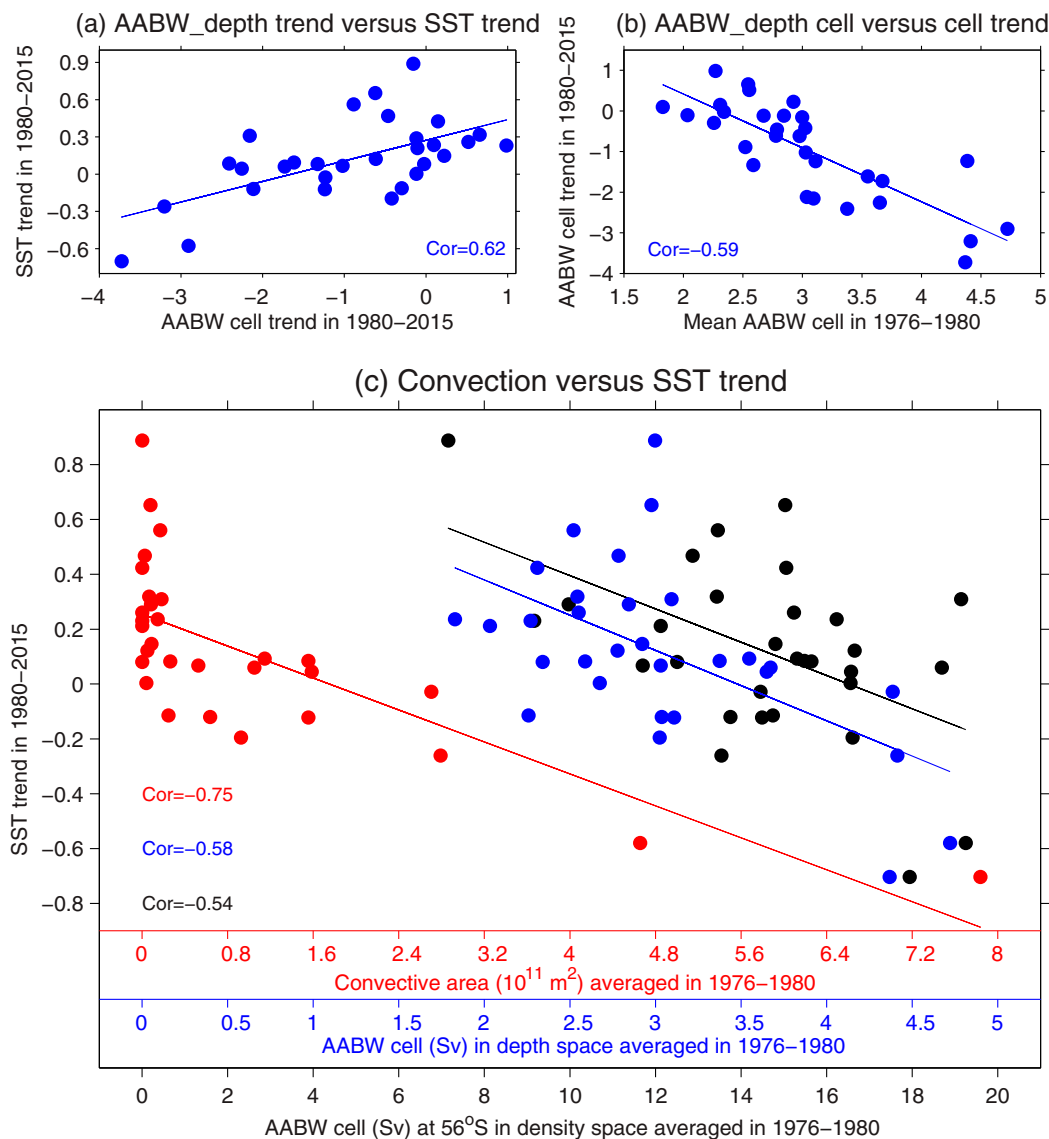 (a) AABW_depth trend versus SST trend
SST trend in 1980−2015
0.9
0.6
0.3
0
−0.3
−0.6
Cor=0.62
−4 −3 −2 −1 0 1
AABW cell trend in 1980−2015
(b) AABW_depth cell versus cell trend
AABW cell trend in 1980−2015
1
0
−1
−2
−3
−4
Cor=−0.59
1.5 2 2.5 3 3.5 4 4.5 5
Mean AABW cell in 1976−1980
(c) Convection versus SST trend
SST trend in 1980−2015
0.8
0.6
0.4
0.2
0
−0.2
−0.4
−0.6
−0.8
Cor=−0.75
Cor=−0.58
Cor=−0.54
0 0.8 1.6 2.4 3.2 4 4.8 5.6 6.4 7.2 8
Convective area (10¹¹ m²) averaged in 1976−1980
0 0.5 1 1.5 2 2.5 3 3.5 4 4.5 5
AABW cell (Sv) in depth space averaged in 1976−1980
0 2 4 6 8 10 12 14 16 18 20
AABW cell (Sv) at 56°S in density space averaged in 1976−1980